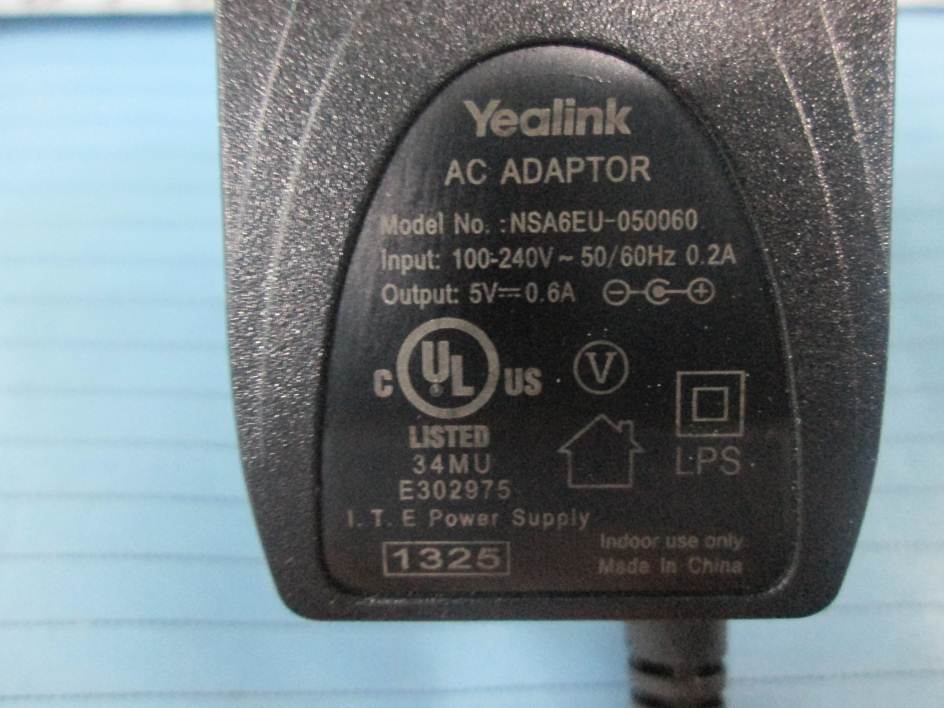 Yealink
AC ADAPTOR
Model No. :NSA6EU-050060
Input: 100-240V ~ 50/60Hz 0.2A
Output: 5V⎓0.6A
C UL US
LISTED
34MU
E302975
V
LPS
I.T.E Power Supply
1325
Indoor use only
Made In China